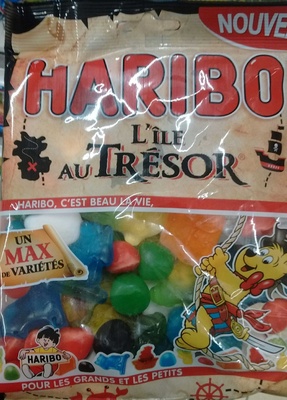 NOUVE
HARIBO
L'ÎLE
AU TRÉSOR
HARIBO, C'EST BEAU LA VIE,
UN
MAX
DE VARIÉTÉS
HARIBO
POUR LES GRANDS ET LES PETITS